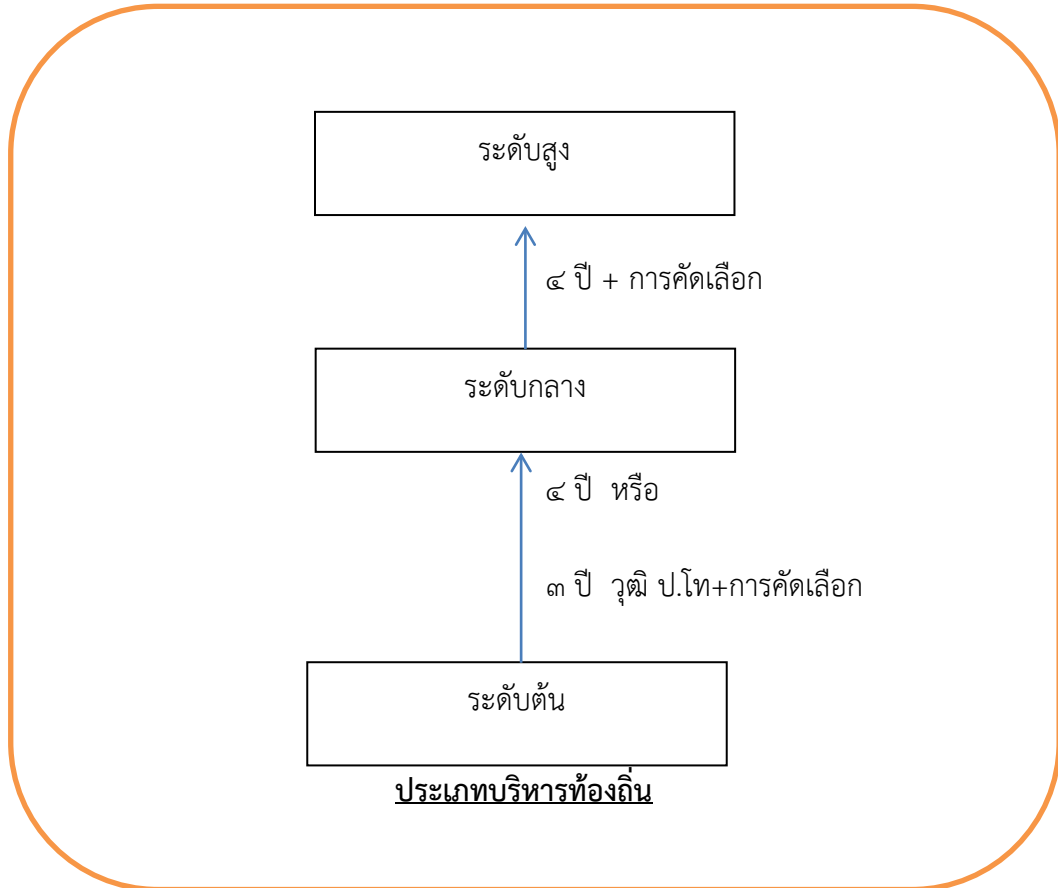 ระดับสูง
๔ ปี + การคัดเลือก
ระดับกลาง
๔ ปี หรือ
๓ ปี วุฒิ ป.โท+การคัดเลือก
ระดับต้น
ประเภทบริหารท้องถิ่น